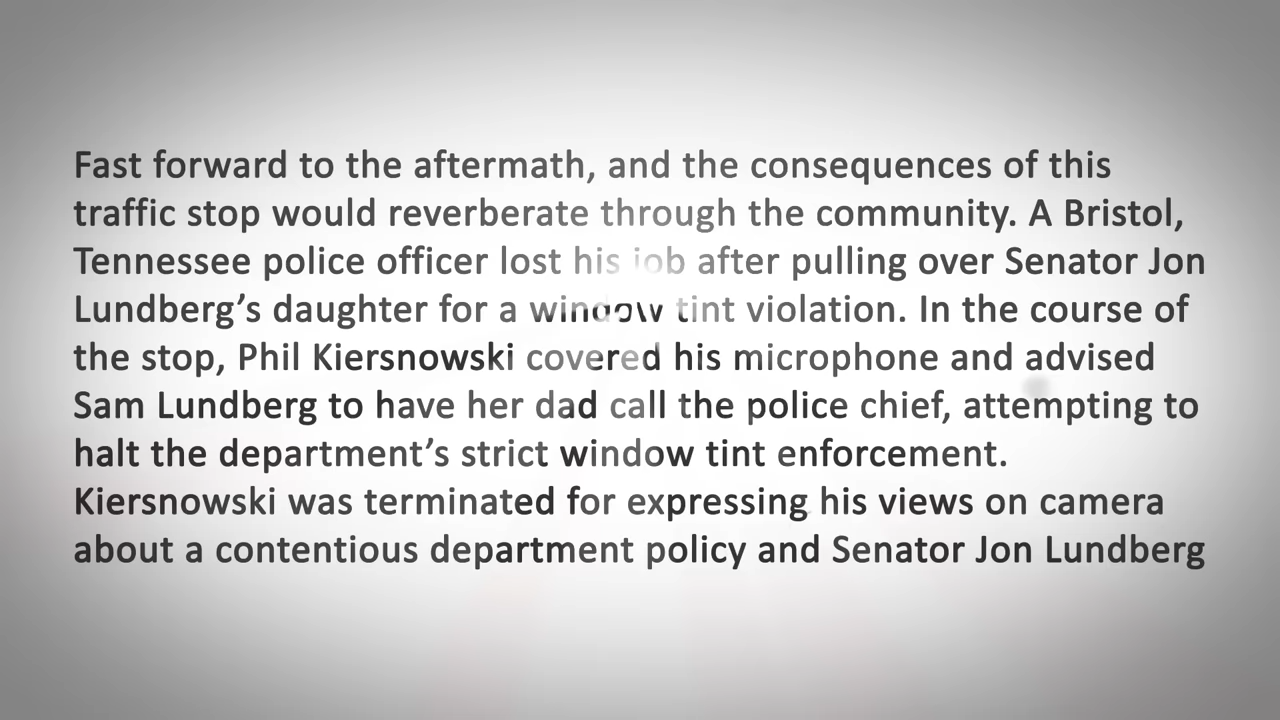 Fast forward to the aftermath, and the consequences of this
traffic stop would reverberate through the community. A Bristol,
Tennessee police officer lost his job after pulling over Senator Jon
Lundberg’s daughter for a window tint violation. In the course of
the stop, Phil Kiersnowski covered his microphone and advised
Sam Lundberg to have her dad call the police chief, attempting to
halt the department’s strict window tint enforcement.
Kiersnowski was terminated for expressing his views on camera
about a contentious department policy and Senator Jon Lundberg